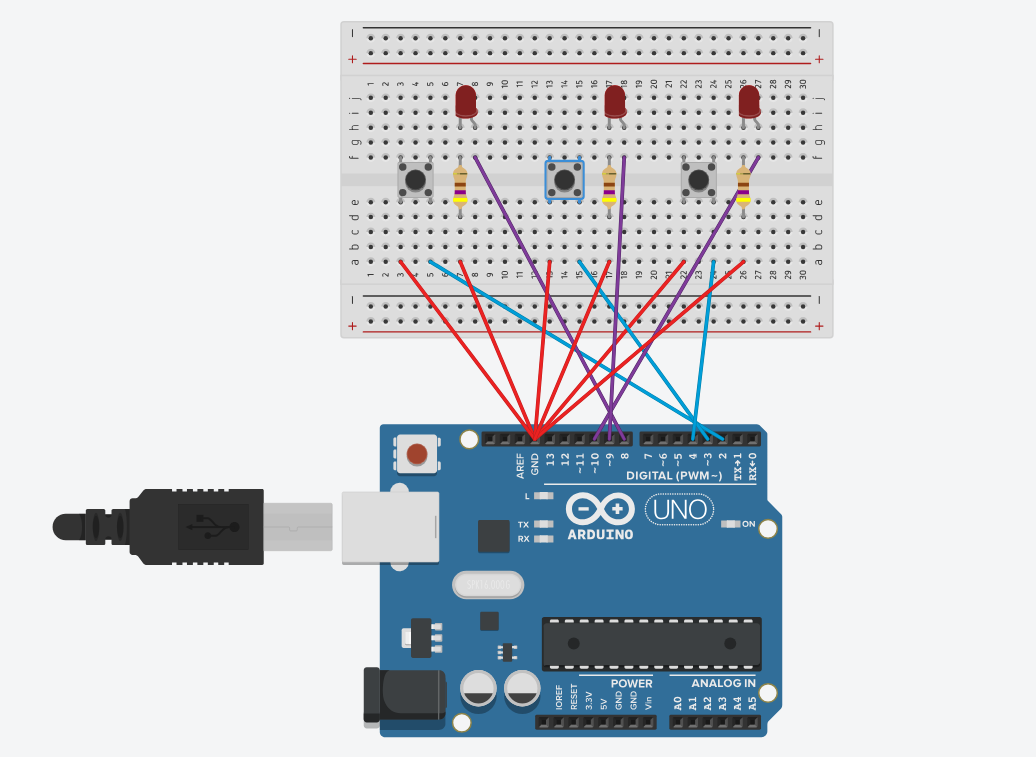 − −
+ +
1 2 3 4 5 6 7 8 9 10 11 12 13 14 15 16 17 18 19 20 21 22 23 24 25 26 27 28 29 30
j j
i i
h h
g g
f f
e e
d d
c c
b b
a a
1 2 3 4 5 6 7 8 9 10 11 12 13 14 15 16 17 18 19 20 21 22 23 24 25 26 27 28 29 30
− −
+ +
AREF GND 13 12 ~11 ~10 ~9 8 7 ~6 ~5 4 ~3 2 TX→1 RX←0
DIGITAL (PWM~)
L
TX
RX
ARDUINO
UNO
ON
POWER ANALOG IN
IOREF RESET 3.3V 5V GND GND Vin A0 A1 A2 A3 A4 A5